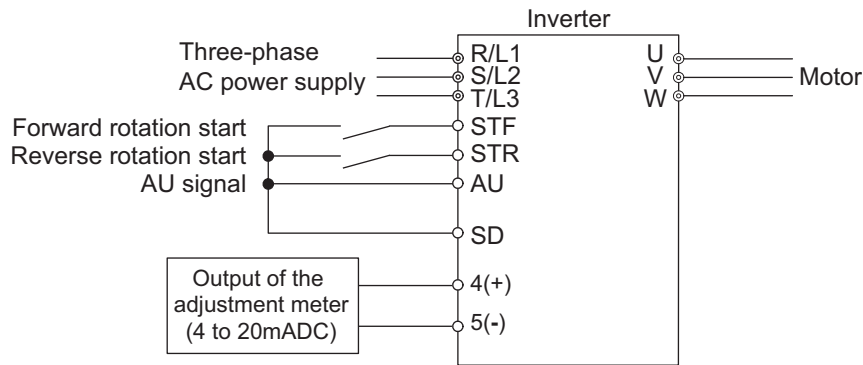 Inverter
Three-phase
AC power supply
R/L1
S/L2
T/L3
U
V
W
Motor
Forward rotation start
STF
Reverse rotation start
STR
AU signal
AU
SD
Output of the
adjustment meter
(4 to 20mADC)
4(+)
5(-)